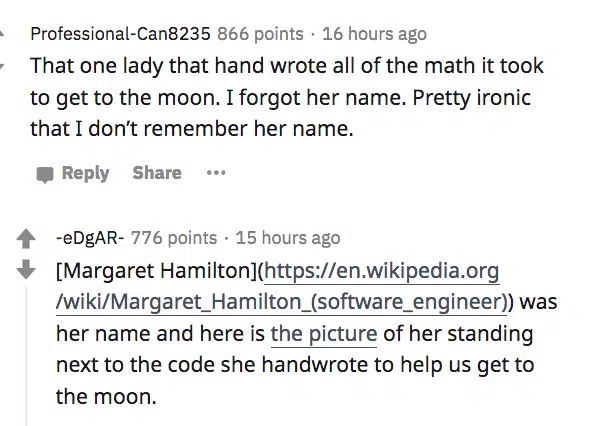 Professional-Can8235 866 points · 16 hours ago
That one lady that hand wrote all of the math it took
to get to the moon. I forgot her name. Pretty ironic
that I don’t remember her name.
Reply Share ···
-eDgAR- 776 points · 15 hours ago
[Margaret Hamilton](https://en.wikipedia.org
/wiki/Margaret_Hamilton_(software_engineer)) was
her name and here is the picture of her standing
next to the code she handwrote to help us get to
the moon.